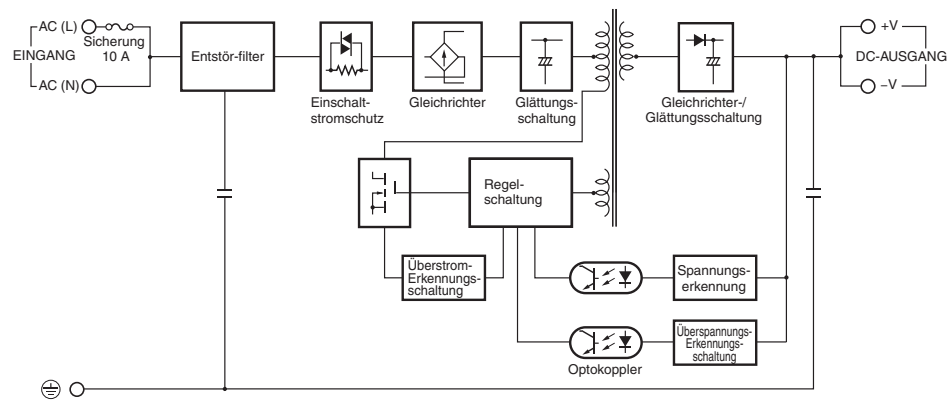 AC (L)
Sicherung
10 A
EINGANG
AC (N)
Entstör-filter
Einschalt-
stromschutz
Gleichrichter
Glättungs-
schaltung
Gleichrichter-/
Glättungsschaltung
+V
DC-AUSGANG
–V
Regel-
schaltung
Überstrom-
Erkennungs-
schaltung
Spannungs-
erkennung
Überspannungs-
Erkennungs-
schaltung
Optokoppler